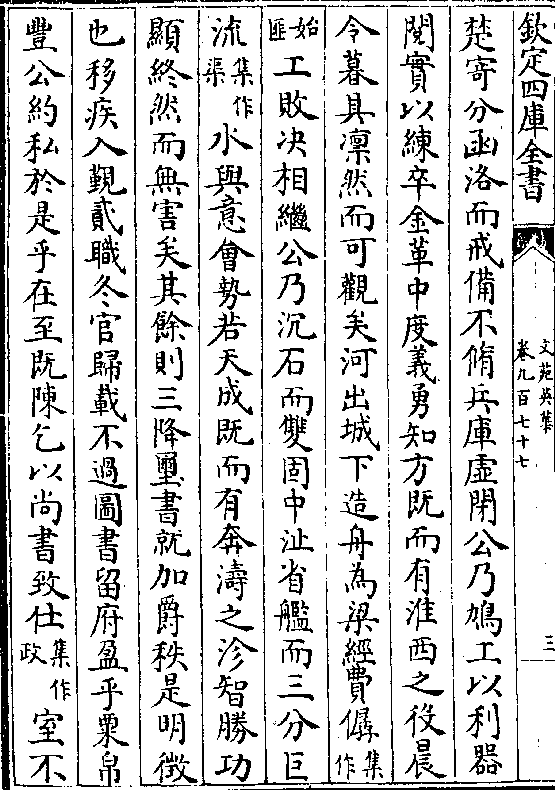 欽定四庫全書
文苑英華
卷九百七十七
三
楚寄分函洛而戒備不脩兵庫虛閉公乃鳩工以利器
閱實以練卒金革中度義勇知方既而有淮西之役晨
令暮具凜然而可觀矣河出城下造舟為梁經費僝集作
始匪工敗決相繼公乃沉石而雙固中沚省艦而三分巨
流集作渠水與意會勢若天成既而有奔濤之沴智勝功
顯終然而無害矣其餘則三降璽書就加爵秩是明徵
也移疾入覲貳職冬官歸載不過圖書留府盈乎粟帛
豐公約私於是乎在至既陳乞以尚書致仕集作政室不